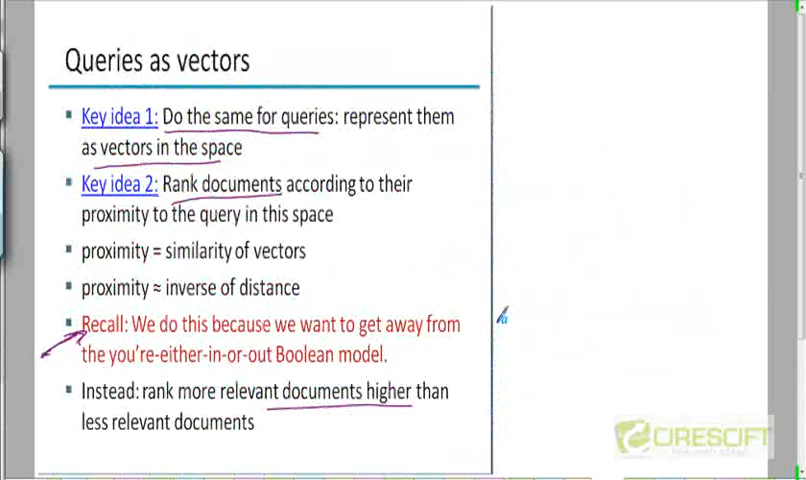 Queries as vectors
▪ Key idea 1: Do the same for queries: represent them
as vectors in the space
▪ Key idea 2: Rank documents according to their
proximity to the query in this space
▪ proximity = similarity of vectors
▪ proximity ≈ inverse of distance
▪ Recall: We do this because we want to get away from
the you’re-either-in-or-out Boolean model.
▪ Instead: rank more relevant documents higher than
less relevant documents